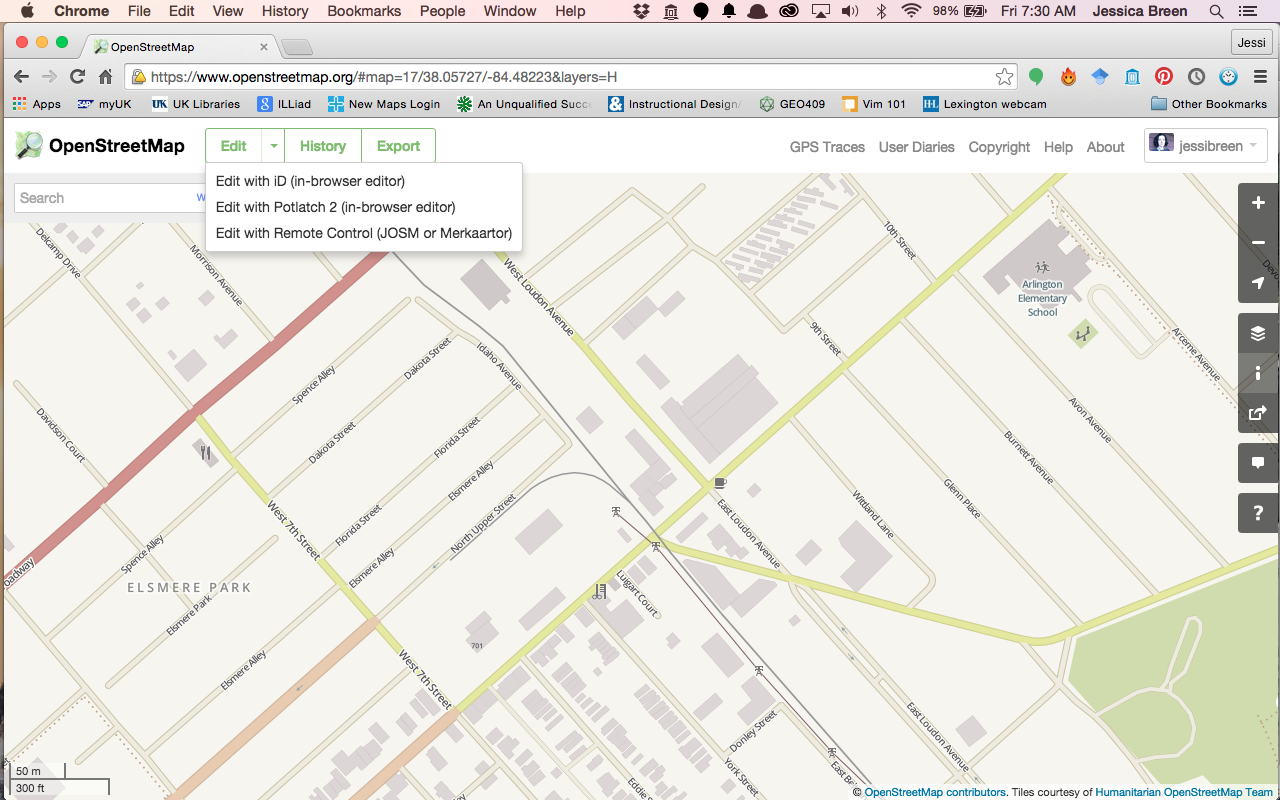 Chrome File Edit View History Bookmarks People Window Help 98% Fri 7:30 AM Jessica Breen
OpenStreetMap Jessi
https://www.openstreetmap.org/#map=17/38.05727/-84.48223&layers=H
Apps SAP myUK UK UK Libraries 8 ILLiad New Maps Login An Unqualified Succe & Instructional Design/ GEO409 Vim 101 HL Lexington webcam Other Bookmarks
OpenStreetMap Edit History Export GPS Traces User Diaries Copyright Help About jessibreen
Edit with iD (in-browser editor)
Search W
Edit with Potlatch 2 (in-browser editor)
Edit with Remote Control (JOSM or Merkaartor)
Delcamp Drive
Morrison Avenue
10th Street
West Loudon Avenue
Arlington
Elementary
School
9th Street
Arceme Avenue
Dakota Street
Idaho Avenue
Spence Alley
Davidson Court
Dakota Street
Florida Street
Avon Avenue
Burnett Avenue
Elsmere Alley
Glenn Place
Wittland Lane
West 7th Street
Florida Street
North Upper Street
East Loudon Avenue
Spence Alley
Elsmere Alley
oadway
ELSMERE PARK
Luigart Court
Elsmere Park
701
Elsmere Alley
West 7th Street
East Loudon Avenue
Donley Street
York Street
50 m
300 ft
© OpenStreetMap contributors. Tiles courtesy of Humanitarian OpenStreetMap Team